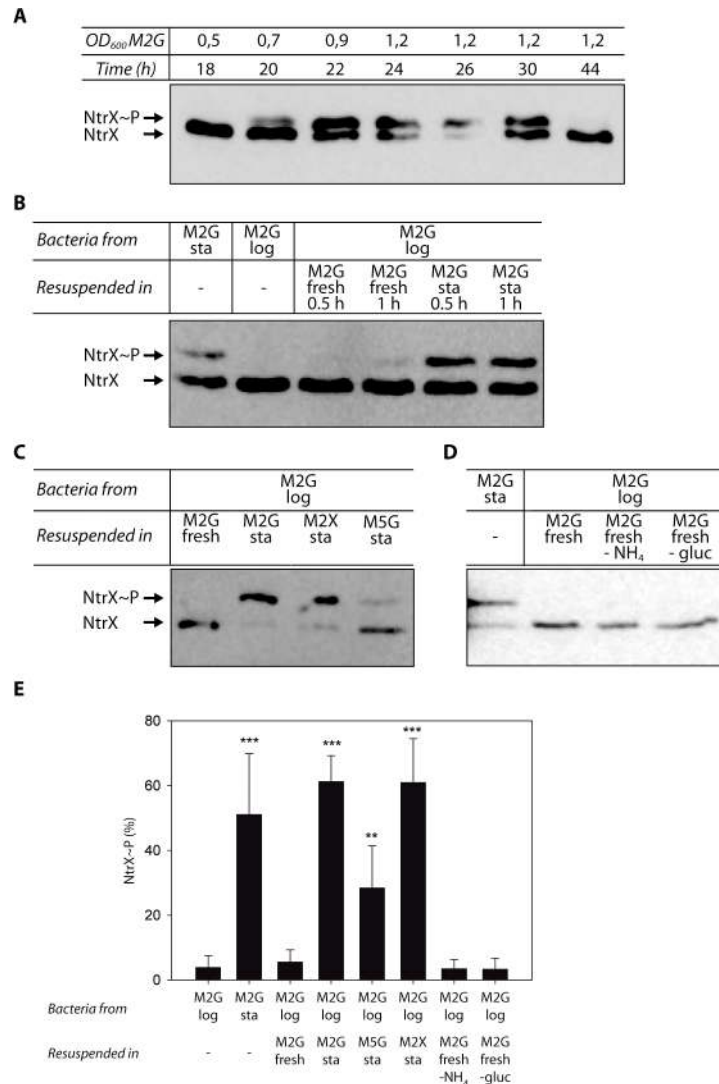 A
OD600 M2G 0,5 0,7 0,9 1,2 1,2 1,2 1,2
Time (h) 18 20 22 24 26 30 44
NtrX~P
NtrX
B
Bacteria from M2G sta M2G log M2G log
Resuspended in - - M2G fresh 0.5 h M2G fresh 1 h M2G sta 0.5 h M2G sta 1 h
NtrX~P
NtrX
C
Bacteria from M2G log
Resuspended in M2G fresh M2G sta M2X sta M5G sta
NtrX~P
NtrX
D
M2G sta M2G log
- M2G fresh M2G fresh - NH4 M2G fresh - gluc
E
NtrX~P (%)
80
60
40
20
0
*** *** ** ***
Bacteria from M2G log M2G sta M2G log M2G log M2G log M2G log M2G log M2G log
Resuspended in - - M2G fresh M2G sta M5G sta M2X sta M2G fresh -NH4 M2G fresh -gluc